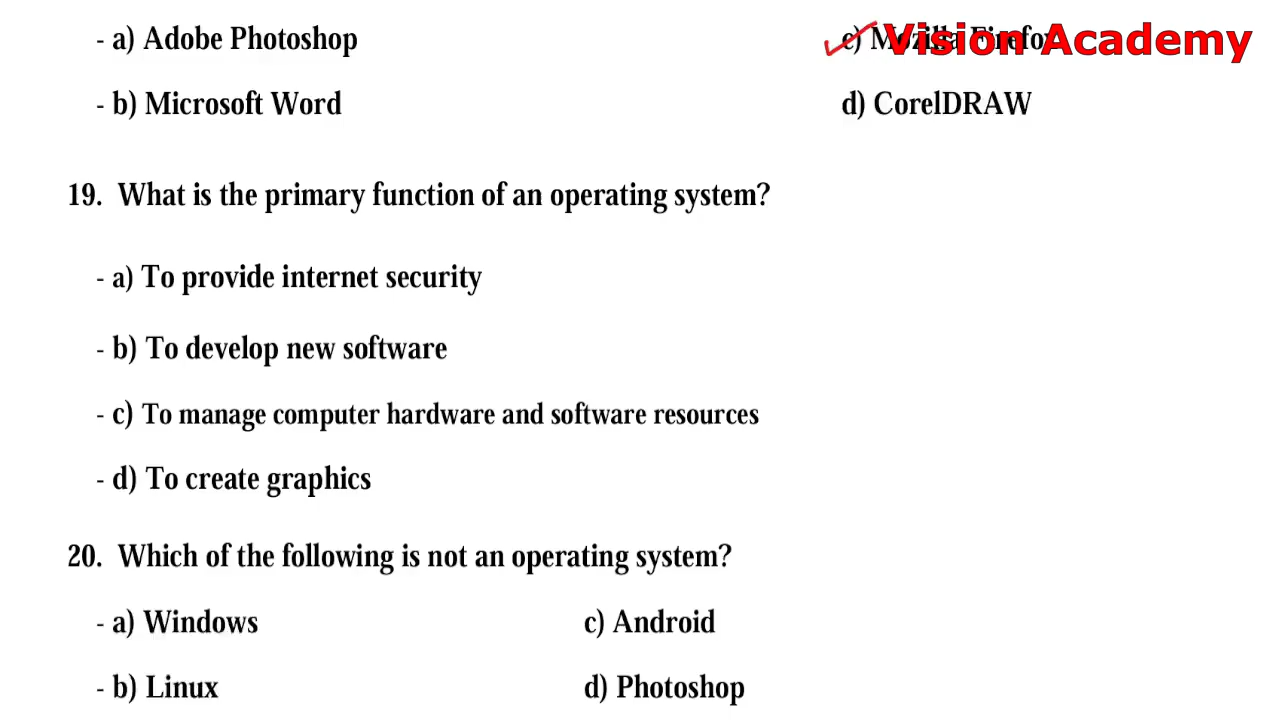 - a) Adobe Photoshop
c) Mozilla Firefox
Vision Academy
- b) Microsoft Word
d) CorelDRAW
19. What is the primary function of an operating system?
- a) To provide internet security
- b) To develop new software
- c) To manage computer hardware and software resources
- d) To create graphics
20. Which of the following is not an operating system?
- a) Windows
c) Android
- b) Linux
d) Photoshop